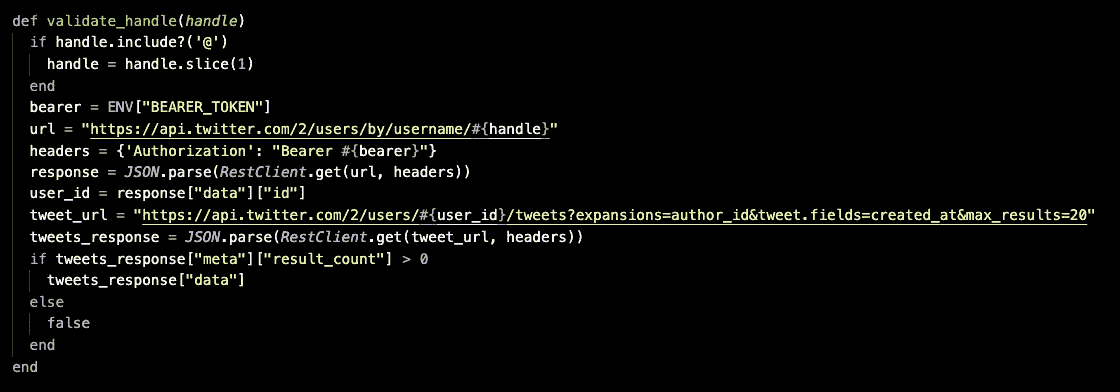 def validate_handle(handle)
  if handle.include?('@')
    handle = handle.slice(1)
  end
  bearer = ENV["BEARER_TOKEN"]
  url = "https://api.twitter.com/2/users/by/username/#{handle}"
  headers = {'Authorization': "Bearer #{bearer}"}
  response = JSON.parse(RestClient.get(url, headers))
  user_id = response["data"]["id"]
  tweet_url = "https://api.twitter.com/2/users/#{user_id}/tweets?expansions=author_id&tweet.fields=created_at&max_results=20"
  tweets_response = JSON.parse(RestClient.get(tweet_url, headers))
  if tweets_response["meta"]["result_count"] > 0
    tweets_response["data"]
  else
    false
  end
end